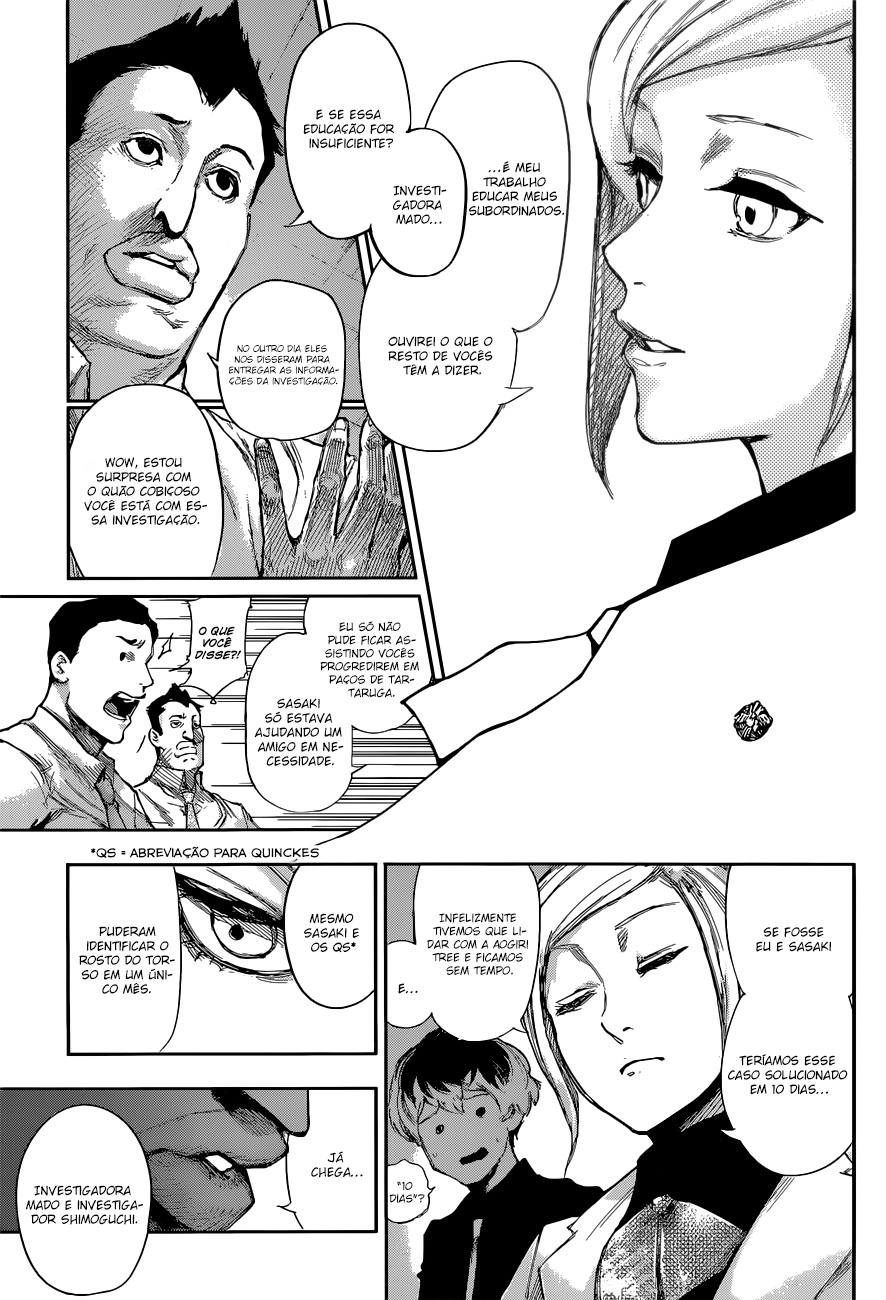 ...É MEU
TRABALHO
EDUCAR MEUS
SUBORDINADOS.
OUVIREI O QUE O
RESTO DE VOCÊS
TÊM A DIZER.
E SE ESSA
EDUCAÇÃO FOR
INSUFICIENTE?
INVESTI-
GADORA
MADO...
NO OUTRO DIA ELES
NOS DISSERAM PARA
ENTREGAR AS INFORMA-
ÇÕES DA INVESTIGAÇÃO.
WOW, ESTOU
SURPRESA COM
O QUÃO COBIÇOSO
VOCÊ ESTÁ COM ES-
SA INVESTIGAÇÃO.
EU SÓ NÃO
PUDE FICAR AS-
SISTINDO VOCÊS
PROGREDIREM EM
PAÇOS DE TAR-
TARUGA.
SASAKI
SÓ ESTAVA
AJUDANDO UM
AMIGO EM NE-
CESSIDADE.
O QUE
VOCÊ
DISSE?!
*QS = ABREVIAÇÃO PARA QUINCKES
MESMO
SASAKI E
OS QS*
PUDERAM
IDENTIFICAR O
ROSTO DO TOR-
SO EM UM ÚNI-
CO MÊS.
SE FOSSE
EU E SASAKI
TERÍAMOS ESSE
CASO SOLUCIONADO
EM 10 DIAS...
INFELIZMENTE
TIVEMOS QUE LI-
DAR COM A AOGIRI
TREE E FICAMOS
SEM TEMPO.
E...
"10
DIAS"?
JÁ
CHEGA...
INVESTIGADORA
MADO E INVESTIGA-
DOR SHIMOGUCHI.